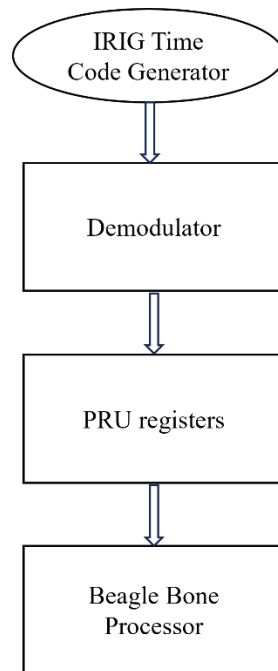 IRIG Time
Code Generator
Demodulator
PRU registers
Beagle Bone
Processor